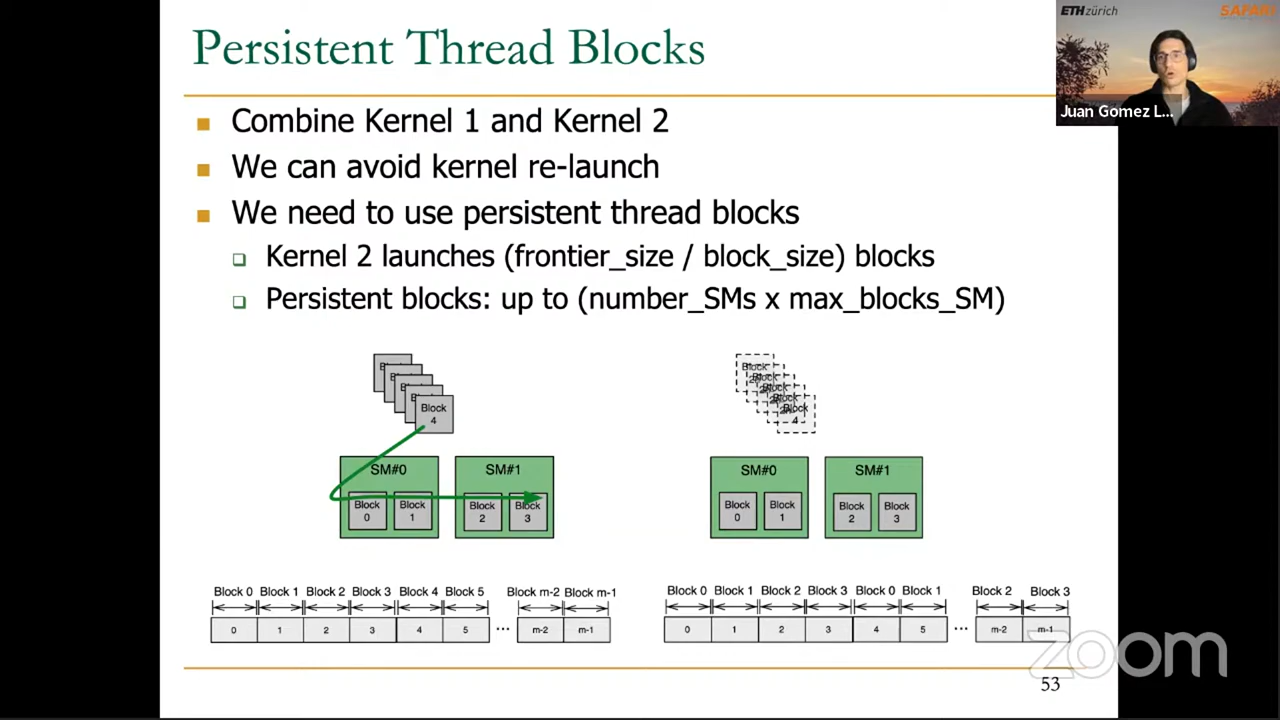 Persistent Thread Blocks
ETHzürich
SAFARI
Juan Gomez L...
Combine Kernel 1 and Kernel 2
We can avoid kernel re-launch
We need to use persistent thread blocks
Kernel 2 launches (frontier_size / block_size) blocks
Persistent blocks: up to (number_SMs x max_blocks_SM)
Block
4
SM#0
SM#1
Block
0
Block
1
Block
2
Block
3
Block
Block
Block
Block
Block
4
SM#0
SM#1
Block
0
Block
1
Block
2
Block
3
Block 0 Block 1 Block 2 Block 3 Block 4 Block 5 Block m-2 Block m-1
0 1 2 3 4 5 ... m-2 m-1
Block 0 Block 1 Block 2 Block 3 Block 0 Block 1 Block 2 Block 3
0 1 2 3 4 5 ... m-2 m-1
zoom
53